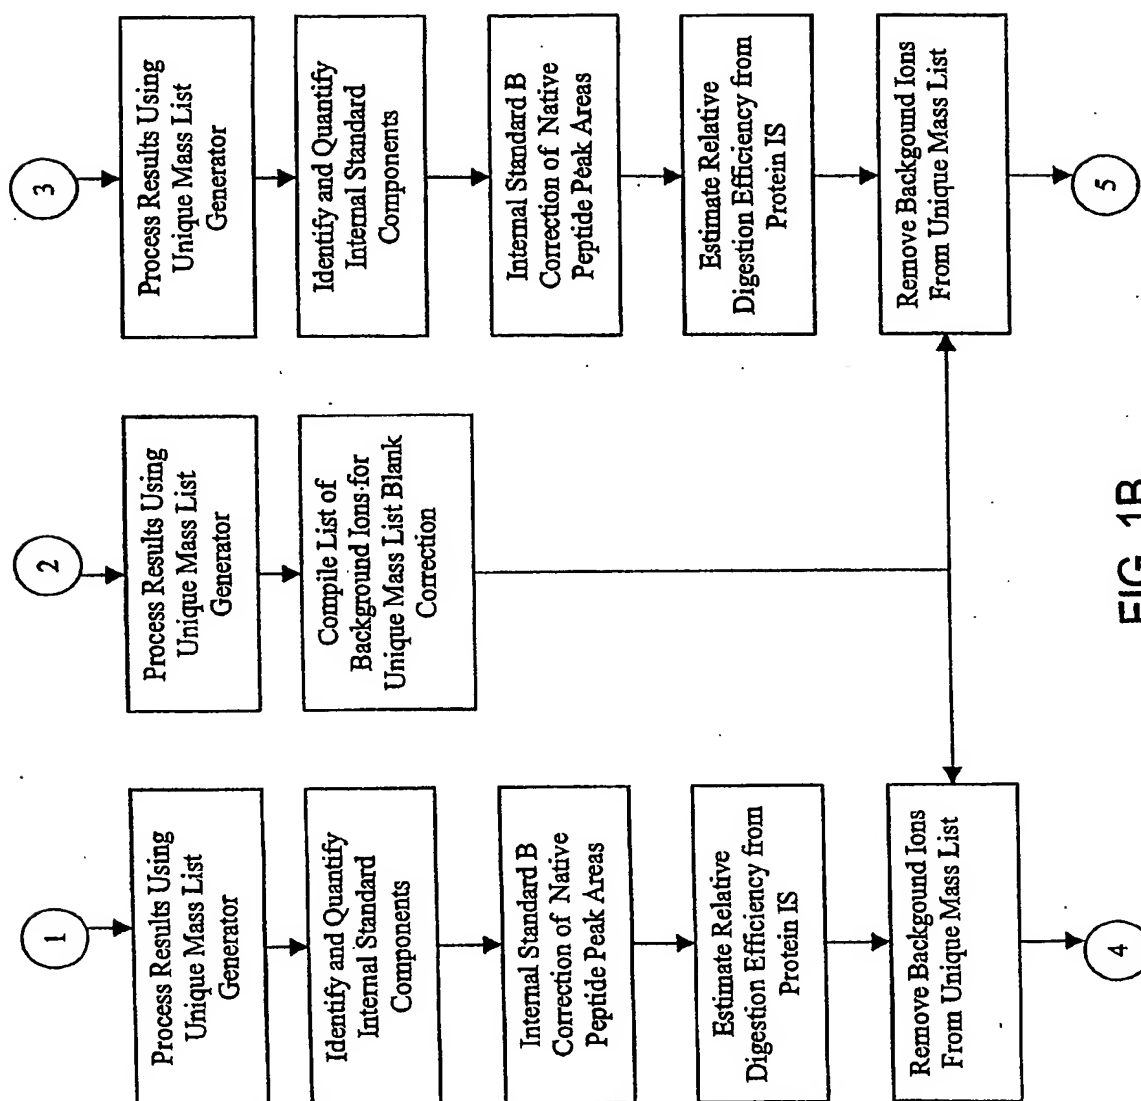 1
Process Results Using
Unique Mass List
Generator
Identify and Quantify
Internal Standard
Components
Internal Standard B
Correction of Native
Peptide Peak Areas
Estimate Relative
Digestion Efficiency from
Protein IS
Remove Backgound Ions
From Unique Mass List
4
2
Process Results Using
Unique Mass List
Generator
Compile List of
Background Ions for
Unique Mass List Blank
Correction
3
Process Results Using
Unique Mass List
Generator
Identify and Quantify
Internal Standard
Components
Internal Standard B
Correction of Native
Peptide Peak Areas
Estimate Relative
Digestion Efficiency from
Protein IS
Remove Backgound Ions
From Unique Mass List
5
FIG. 1B